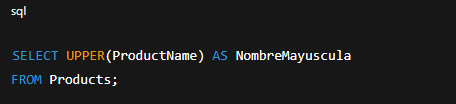 sql
SELECT UPPER(ProductName) AS NombreMayuscula
FROM Products;